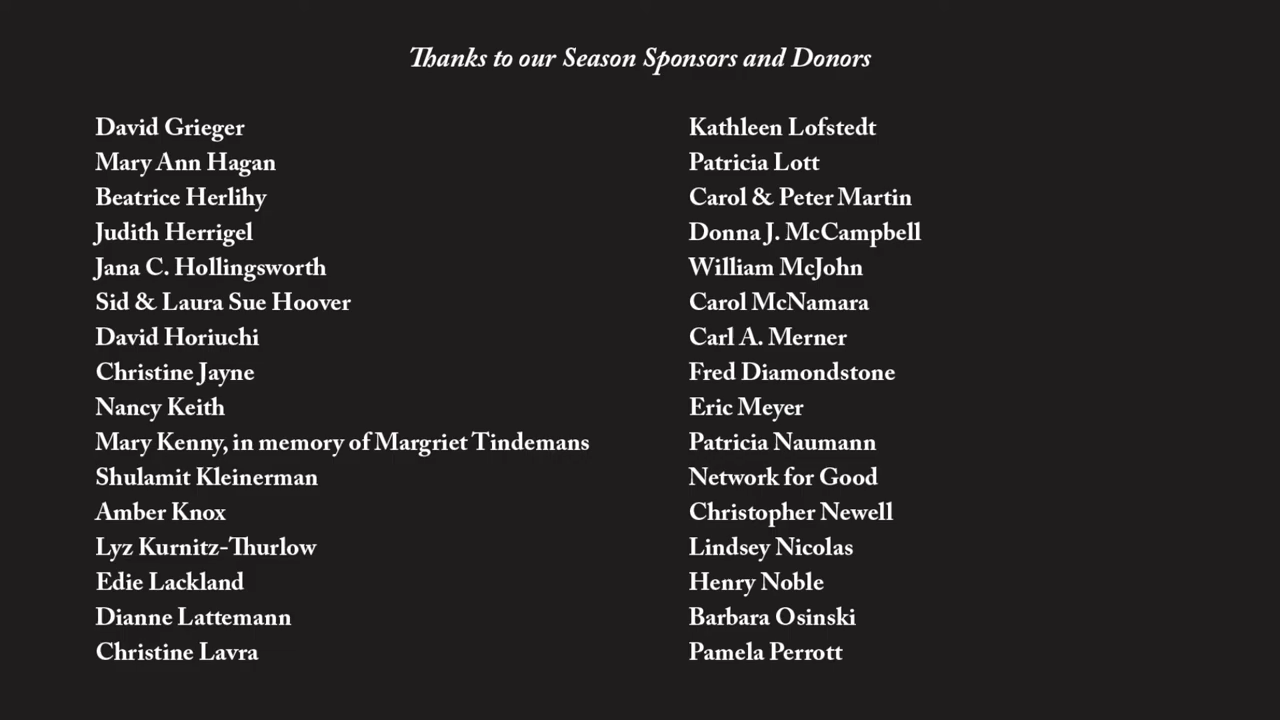 Thanks to our Season Sponsors and Donors
David Grieger
Mary Ann Hagan
Beatrice Herlihy
Judith Herrigel
Jana C. Hollingsworth
Sid & Laura Sue Hoover
David Horiuchi
Christine Jayne
Nancy Keith
Mary Kenny, in memory of Margriet Tindemans
Shulamit Kleinerman
Amber Knox
Lyz Kurnitz-Thurlow
Edie Lackland
Dianne Lattemann
Christine Lavra
Kathleen Lofstedt
Patricia Lott
Carol & Peter Martin
Donna J. McCampbell
William McJohn
Carol McNamara
Carl A. Merner
Fred Diamondstone
Eric Meyer
Patricia Naumann
Network for Good
Christopher Newell
Lindsey Nicolas
Henry Noble
Barbara Osinski
Pamela Perrott